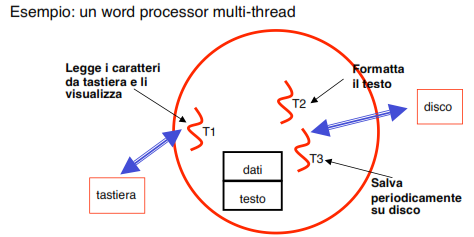 Esempio: un word processor multi-thread
Legge i caratteri
da tastiera e li
visualizza
Formatta
il testo
T2
disco
T1
T3
dati
testo
tastiera
Salva
periodicamente
su disco